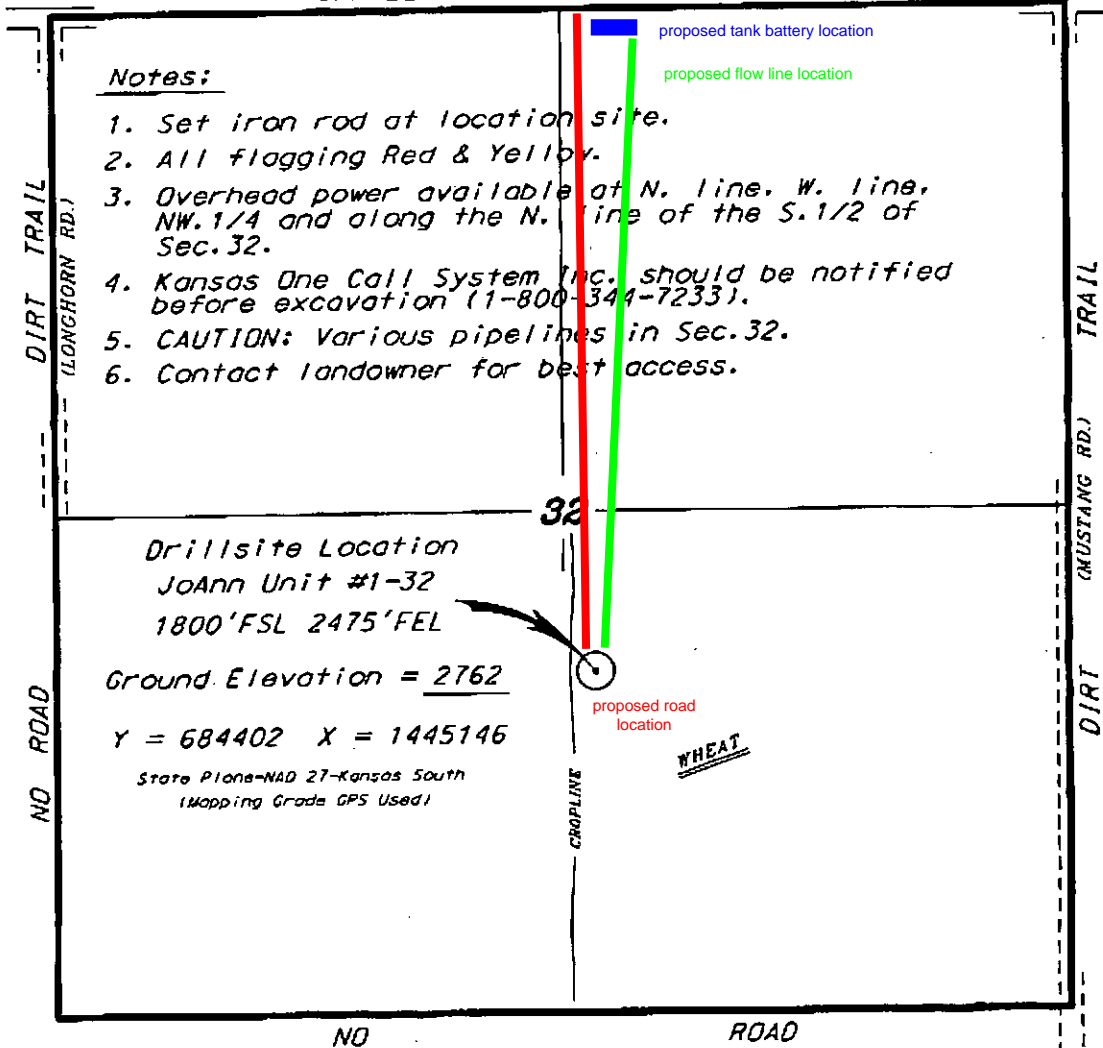 proposed tank battery location
proposed flow line location
Notes:
1. Set iron rod at location site.
2. All flagging Red & Yellow.
3. Overhead power available at N. line, W. line,
NW.1/4 and along the N. line of the S.1/2 of
Sec.32.
4. Kansas One Call System Inc. should be notified
before excavation (1-800-344-7233).
5. CAUTION: Various pipelines in Sec.32.
6. Contact landowner for best access.
DIRT TRAIL
(LONGHORN RD.)
TRAIL
(MUSTANG RD.)
DIRT
32
Drillsite Location
JoAnn Unit #1-32
1800'FSL 2475'FEL
Ground Elevation = 2762
Y = 684402 X = 1445146
State Plane-NAD 27-Kansas South
(Mapping Grade GPS Used)
proposed road
location
WHEAT
CROPLINE
NO ROAD
NO ROAD